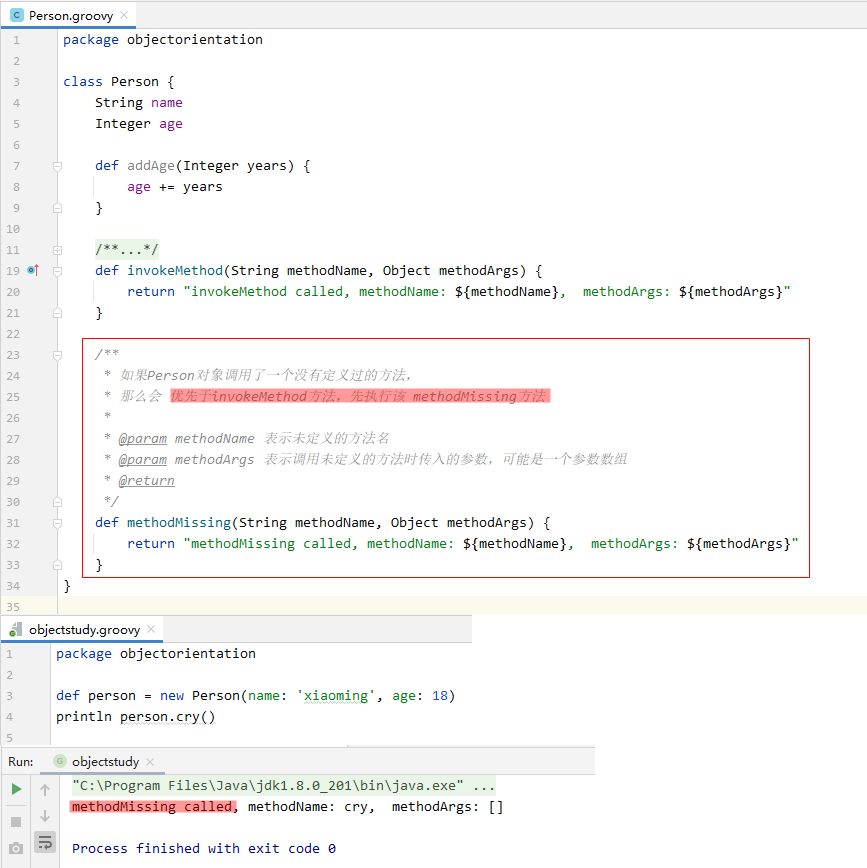 Person.groovy
1 package objectorientation
2
3 class Person {
4 String name
5 Integer age
6
7 def addAge(Integer years) {
8 age += years
9 }
10
11 /**...*/
19 def invokeMethod(String methodName, Object methodArgs) {
20 return "invokeMethod called, methodName: ${methodName},  methodArgs: ${methodArgs}"
21 }
22
23 /**
24 * 如果Person对象调用了一个没有定义过的方法，
25 * 那么会 优先于invokeMethod方法，先执行该 methodMissing方法
26 *
27 * @param methodName 表示未定义的方法名
28 * @param methodArgs 表示调用未定义的方法时传入的参数，可能是一个参数数组
29 * @return
30 */
31 def methodMissing(String methodName, Object methodArgs) {
32 return "methodMissing called, methodName: ${methodName},  methodArgs: ${methodArgs}"
33 }
34 }
35
objectstudy.groovy
1 package objectorientation
2
3 def person = new Person(name: 'xiaoming', age: 18)
4 println person.cry()
5
Run: objectstudy
"C:\Program Files\Java\jdk1.8.0_201\bin\java.exe" ...
methodMissing called, methodName: cry,  methodArgs: []
Process finished with exit code 0